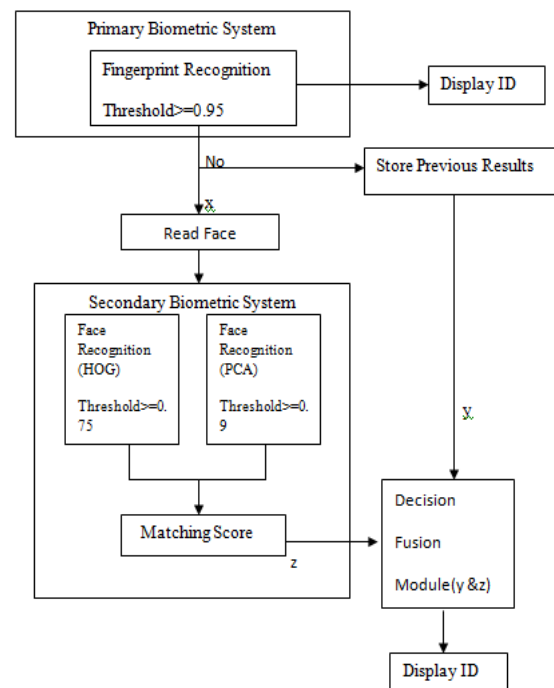 Primary Biometric System
Fingerprint Recognition
Threshold>=0.95
Display ID
No
Store Previous Results
x
Read Face
Secondary Biometric System
Face
Recognition
(HOG)
Threshold>=0.
75
Face
Recognition
(PCA)
Threshold>=0.
9
y
Matching Score
z
Decision
Fusion
Module(y &z)
Display ID